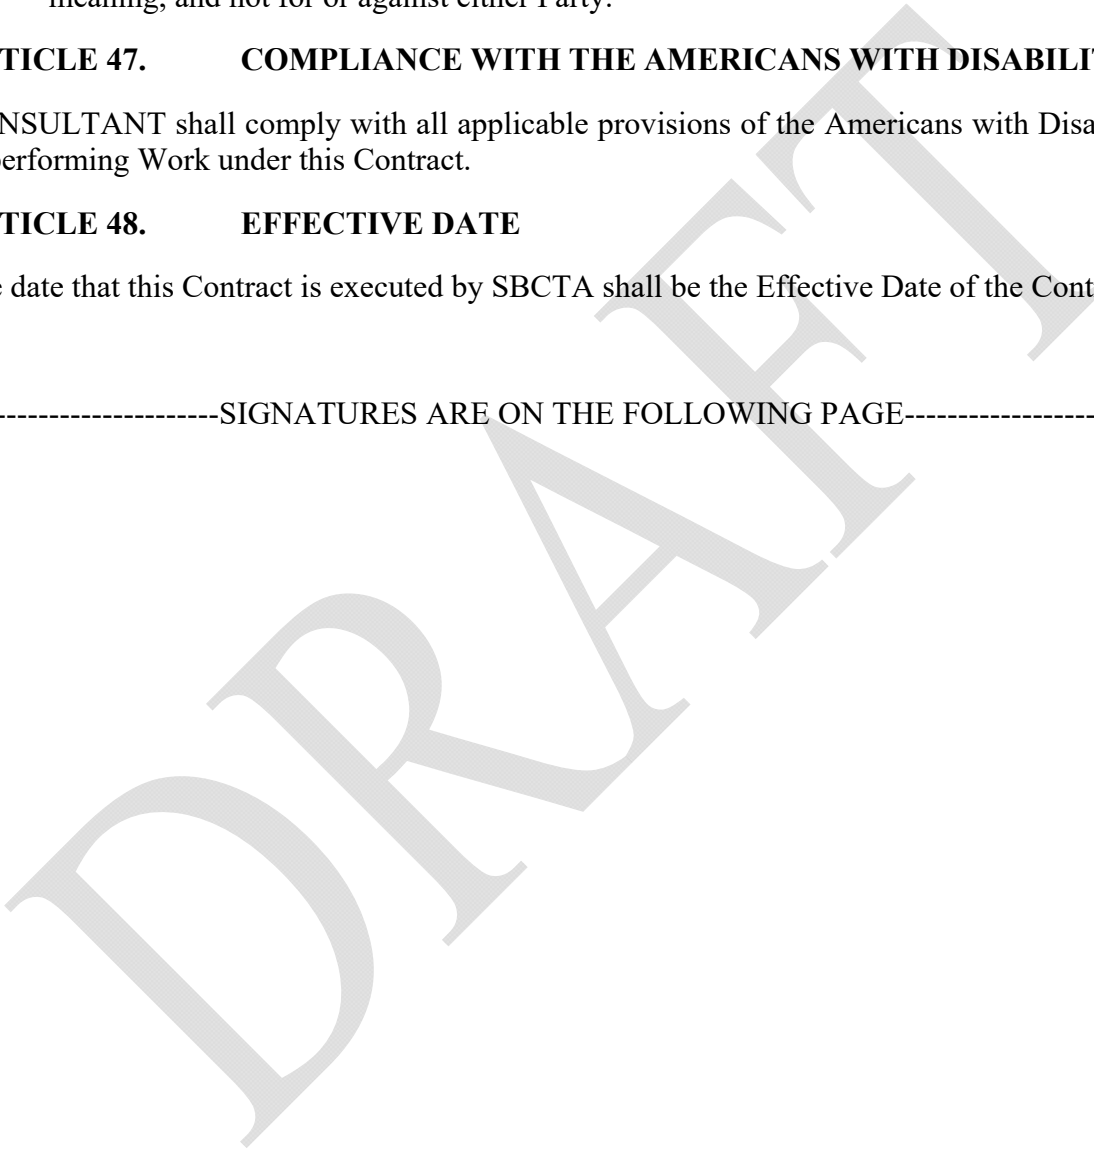 meaning, and not for or against either Party.
TICLE 47. COMPLIANCE WITH THE AMERICANS WITH DISABILIT
NSULTANT shall comply with all applicable provisions of the Americans with Disa
performing Work under this Contract.
TICLE 48. EFFECTIVE DATE
e date that this Contract is executed by SBCTA shall be the Effective Date of the Cont
---------------------SIGNATURES ARE ON THE FOLLOWING PAGE------------------
DRAFT